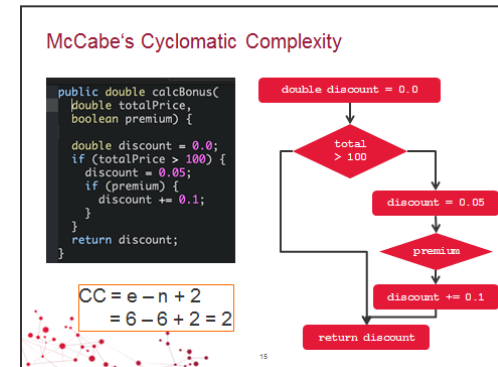 McCabe's Cyclomatic Complexity
public double calcBonus(
double totalPrice,
boolean premium) {
double discount = 0.0;
if (totalPrice > 100) {
discount = 0.05;
if (premium) {
discount += 0.1;
}
}
return discount;
}
CC = e – n + 2
= 6 – 6 + 2 = 2
double discount = 0.0
total
> 100
discount = 0.05
premium
discount += 0.1
return discount
15